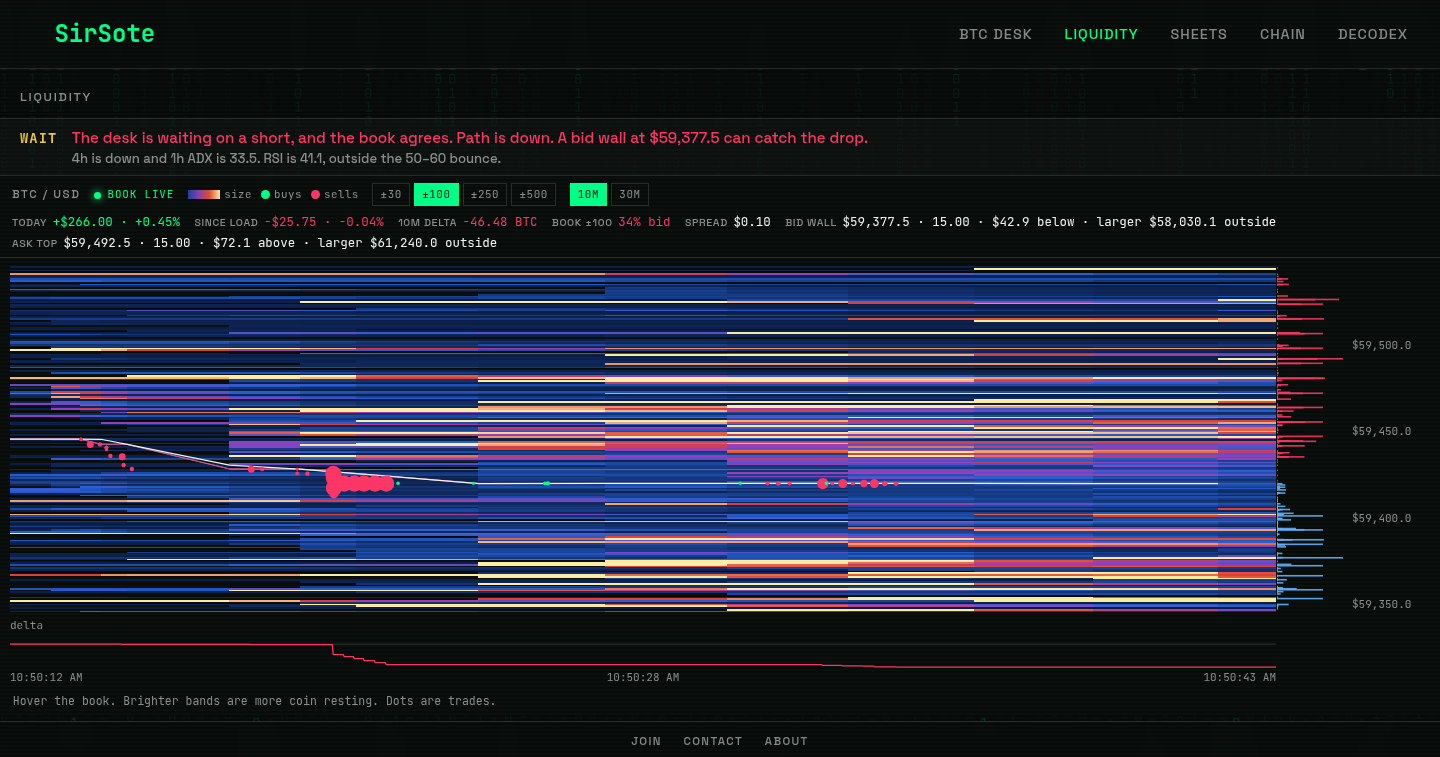 SirSote
BTC DESK LIQUIDITY SHEETS CHAIN DECODEX
LIQUIDITY
WAIT The desk is waiting on a short, and the book agrees. Path is down. A bid wall at $59,377.5 can catch the drop.
4h is down and 1h ADX is 33.5. RSI is 41.1, outside the 50–60 bounce.
BTC / USD BOOK LIVE size buys sells ±30 ±100 ±250 ±500 10M 30M
TODAY +$266.00 · +0.45% SINCE LOAD -$25.75 · -0.04% 10M DELTA -46.48 BTC BOOK ±100 34% bid SPREAD $0.10 BID WALL $59,377.5 · 15.00 · $42.9 below · larger $58,030.1 outside
ASK TOP $59,492.5 · 15.00 · $72.1 above · larger $61,240.0 outside
$59,500.0
$59,450.0
$59,400.0
$59,350.0
delta
10:50:12 AM 10:50:28 AM 10:50:43 AM
Hover the book. Brighter bands are more coin resting. Dots are trades.
JOIN CONTACT ABOUT